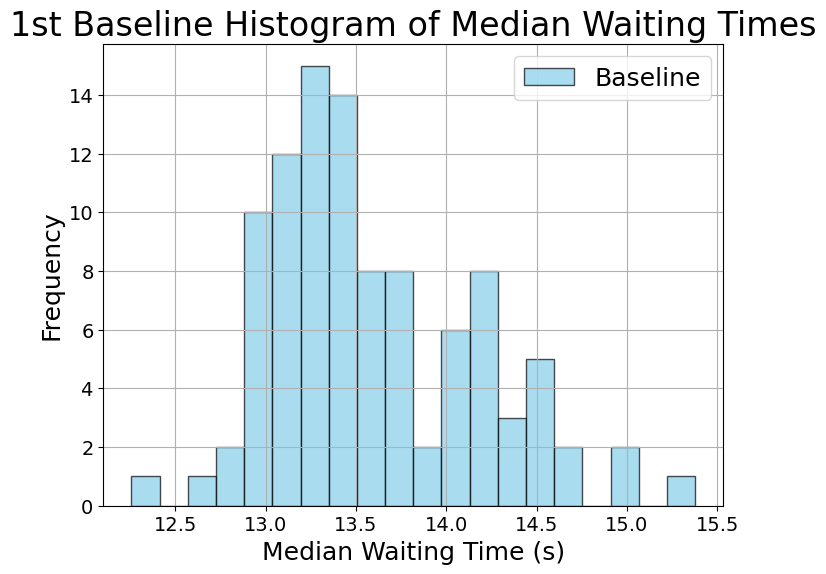 1st Baseline Histogram of Median Waiting Times
Baseline
Frequency
14
12
10
8
6
4
2
0
12.5 13.0 13.5 14.0 14.5 15.0 15.5
Median Waiting Time (s)